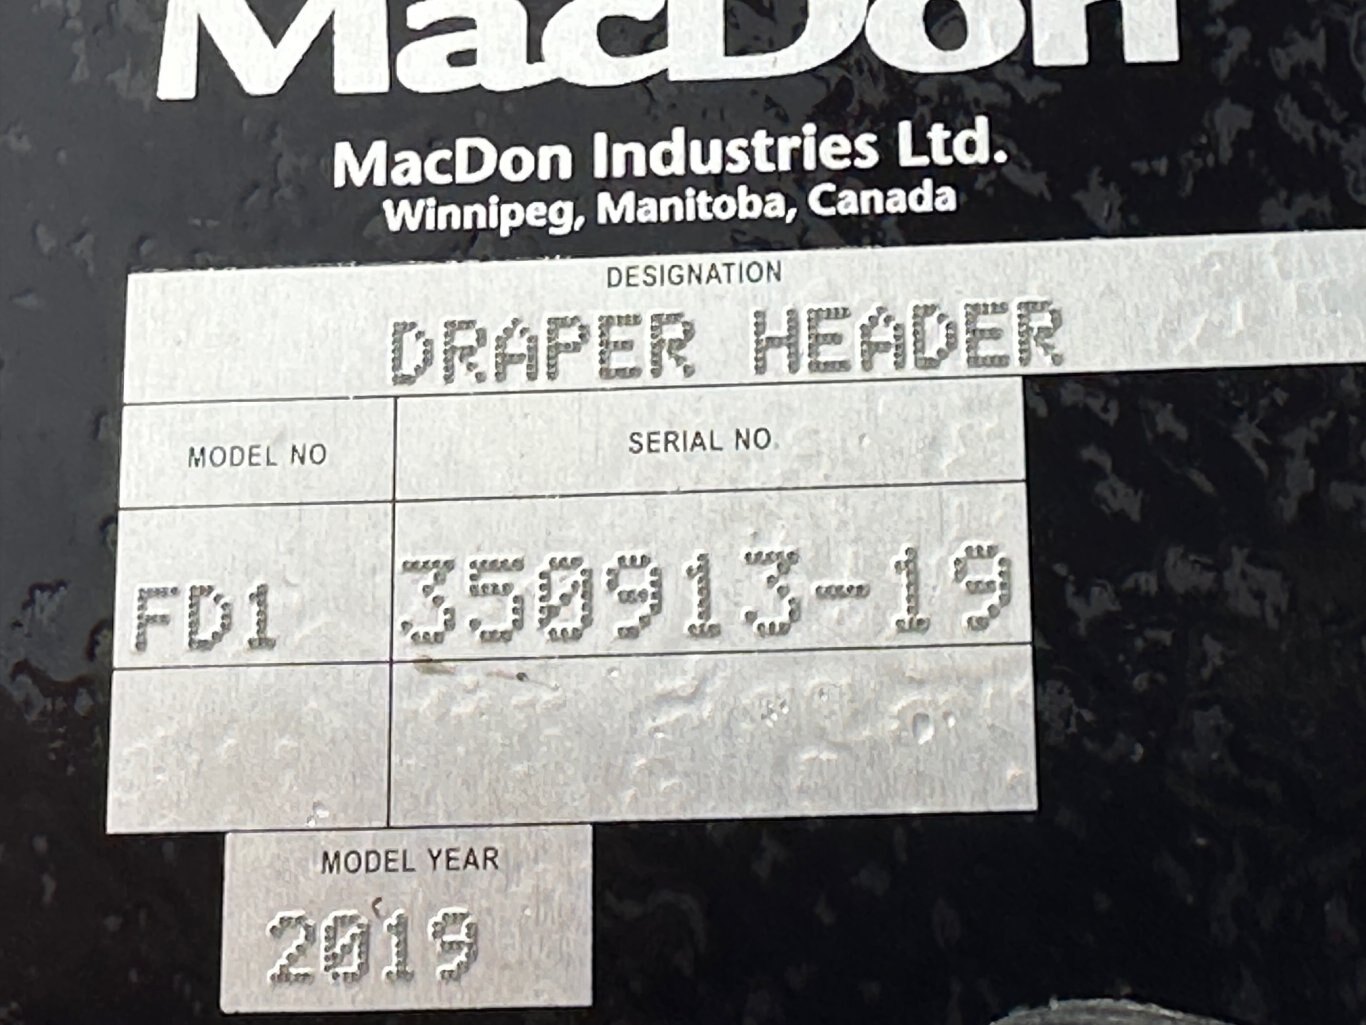 MacDon
MacDon Industries Ltd.
Winnipeg, Manitoba, Canada
DESIGNATION
DRAPER HEADER
MODEL NO
SERIAL NO.
FD1
350913-19
MODEL YEAR
2019